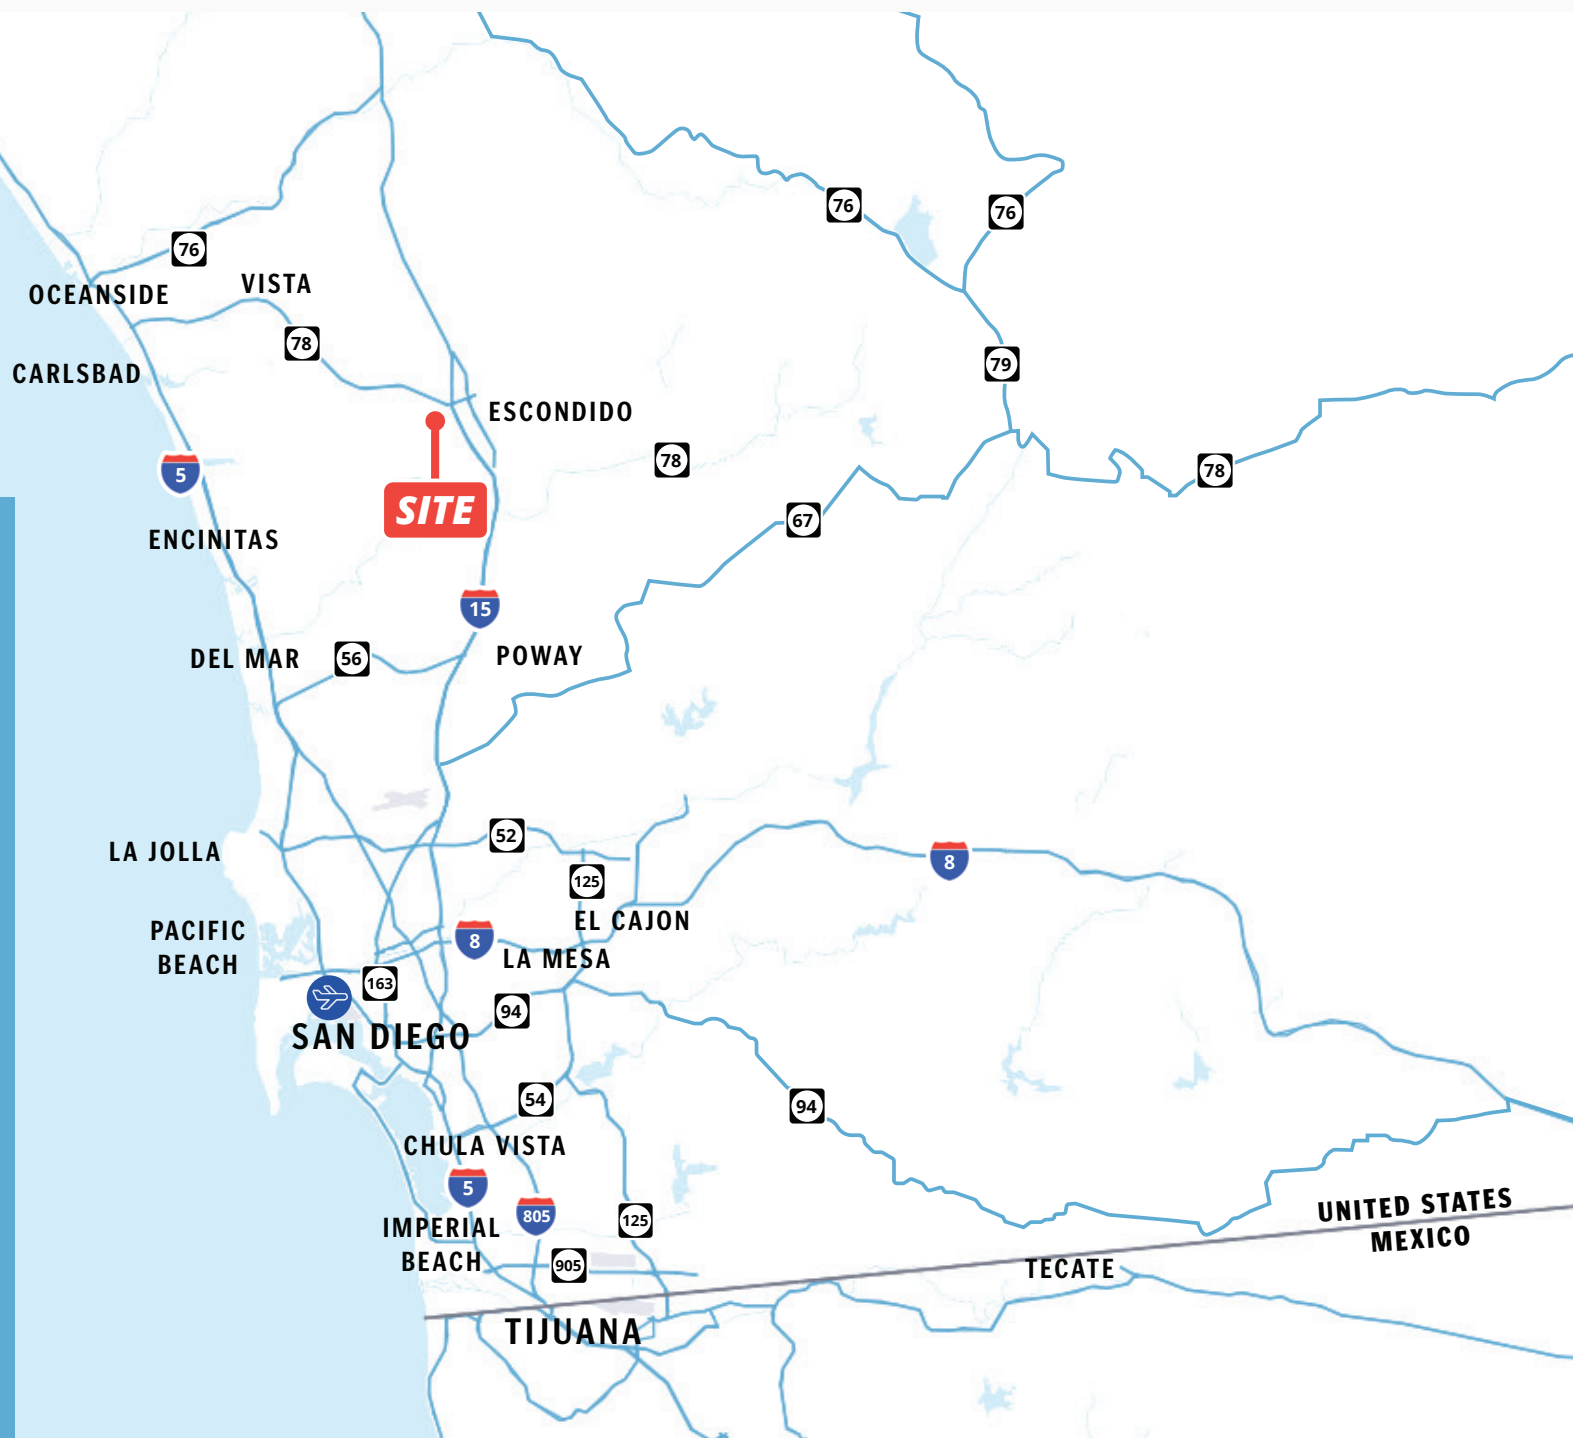 76
76
76
VISTA
OCEANSIDE
78
79
CARLSBAD
ESCONDIDO
78
5
78
SITE
67
ENCINITAS
15
DEL MAR
56
POWAY
52
LA JOLLA
8
125
EL CAJON
PACIFIC
BEACH
8
LA MESA
163
94
SAN DIEGO
54
94
CHULA VISTA
5
805
125
IMPERIAL
BEACH
905
UNITED STATES
MEXICO
TECATE
TIJUANA